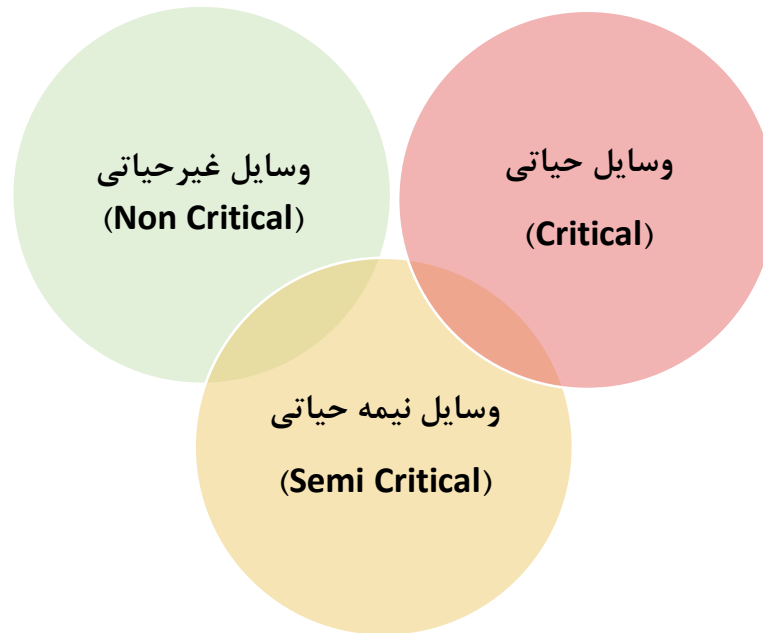 وسایل حیاتی
(Critical)
وسایل غیرحیاتی
(Non Critical)
وسایل نیمه حیاتی
(Semi Critical)